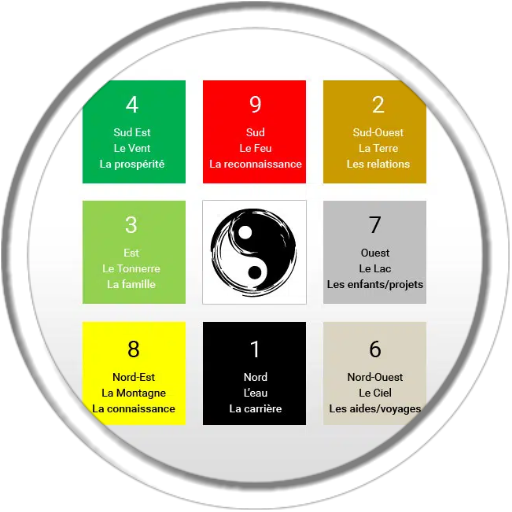 4
Sud Est
Le Vent
La prospérité
9
Sud
Le Feu
La reconnaissance
2
Sud-Ouest
La Terre
Les relations
3
Est
Le Tonnerre
La famille
7
Ouest
Le Lac
Les enfants/projets
8
Nord-Est
La Montagne
La connaissance
1
Nord
L'eau
La carrière
6
Nord-Ouest
Le Ciel
Les aides/voyages